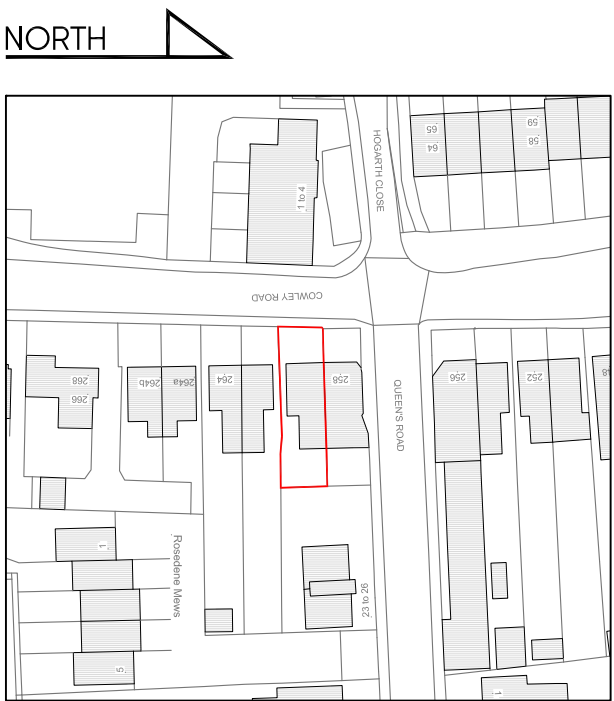 NORTH
HOGARTH CLOSE
65
64
59
58
1 to 4
COWLEY ROAD
268
266
264b
264a
264
258
QUEEN'S ROAD
256
252
Rosedene Mews
1
5
23 to 26
1